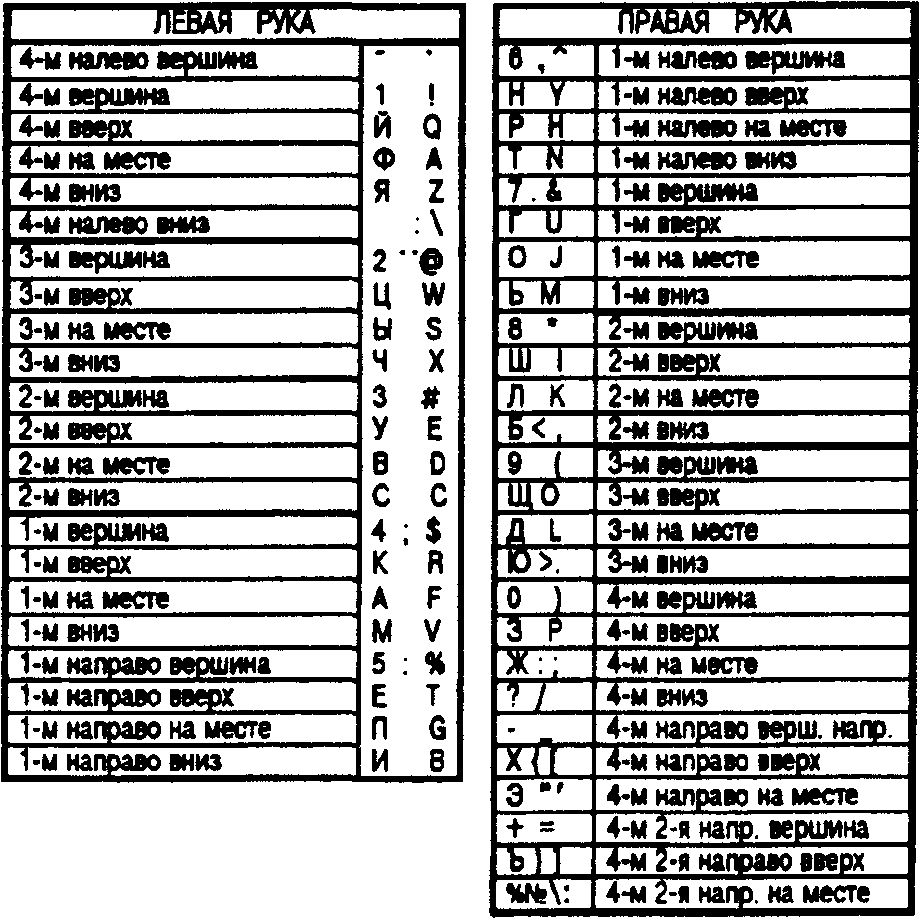 ЛЕВАЯ РУКА
4-м налево вершина - `
4-м вершина 1 !
4-м вверх Й Q
4-м на месте Ф A
4-м вниз Я Z
4-м налево вниз : \
3-м вершина 2 ¨ @
3-м вверх Ц W
3-м на месте Ы S
3-м вниз Ч X
2-м вершина 3 #
2-м вверх У E
2-м на месте В D
2-м вниз С C
1-м вершина 4 ; $
1-м вверх К R
1-м на месте А F
1-м вниз М V
1-м направо вершина 5 : %
1-м направо вверх Е T
1-м направо на месте П G
1-м направо вниз И B
ПРАВАЯ РУКА
6 , ^ 1-м налево вершина
Н Y 1-м налево вверх
Р H 1-м налево на месте
Т N 1-м налево вниз
7 . & 1-м вершина
Г U 1-м вверх
О J 1-м на месте
Ь M 1-м вниз
8 * 2-м вершина
Ш I 2-м вверх
Л K 2-м на месте
Б < , 2-м вниз
9 ( 3-м вершина
Щ O 3-м вверх
Д L 3-м на месте
Ю > . 3-м вниз
0 ) 4-м вершина
З P 4-м вверх
Ж : ; 4-м на месте
? / 4-м вниз
- _ 4-м направо верш. напр.
Х { [ 4-м направо вверх
Э " ' 4-м направо на месте
+ = 4-м 2-я напр. вершина
Ъ } ] 4-м 2-я направо вверх
%№\: 4-м 2-я напр. на месте